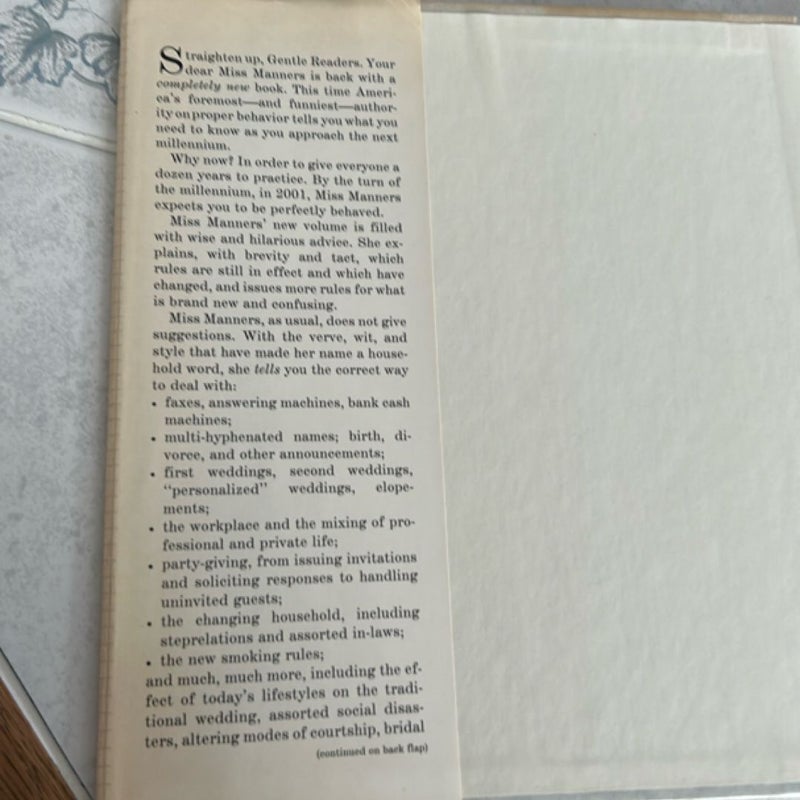 Straighten up, Gentle Readers. Your
dear Miss Manners is back with a
completely new book. This time Ameri-
ca's foremost—and funniest—author-
ity on proper behavior tells you what you
need to know as you approach the next
millennium.
Why now? In order to give everyone a
dozen years to practice. By the turn of
the millennium, in 2001, Miss Manners
expects you to be perfectly behaved.
Miss Manners' new volume is filled
with wise and hilarious advice. She ex-
plains, with brevity and tact, which
rules are still in effect and which have
changed, and issues more rules for what
is brand new and confusing.
Miss Manners, as usual, does not give
suggestions. With the verve, wit, and
style that have made her name a house-
hold word, she tells you the correct way
to deal with:
• faxes, answering machines, bank cash
machines;
• multi-hyphenated names; birth, di-
vorce, and other announcements;
• first weddings, second weddings,
"personalized" weddings, elope-
ments;
• the workplace and the mixing of pro-
fessional and private life;
• party-giving, from issuing invitations
and soliciting responses to handling
uninvited guests;
• the changing household, including
steprelations and assorted in-laws;
• the new smoking rules;
and much, much more, including the ef-
fect of today's lifestyles on the tradi-
tional wedding, assorted social disas-
ters, altering modes of courtship, bridal
(continued on back flap)